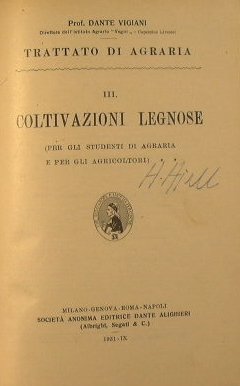 Prof. DANTE VIGIANI
Direttore dell'Istituto Agrario "Vegni" - Capezzine (Arezzo)
TRATTATO DI AGRARIA
III.
COLTIVAZIONI LEGNOSE
(PER GLI STUDENTI DI AGRARIA
E PER GLI AGRICOLTORI)
MILANO-GENOVA-ROMA-NAPOLI
SOCIETÀ ANONIMA EDITRICE DANTE ALIGHIERI
(Albrighi, Segati & C.)
1931-IX